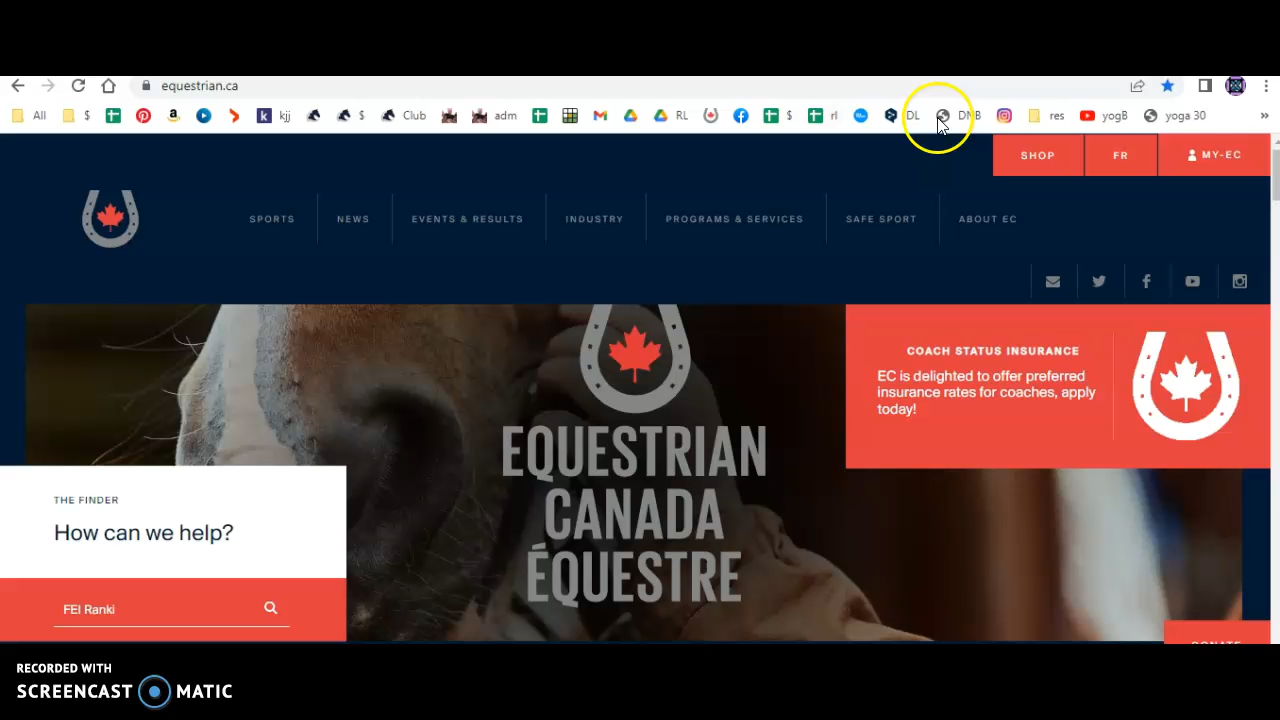 equestrian.ca
All $ kjj $ Club adm RL $ rl DL DNB res yogB yoga 30 »
SHOP FR MY-EC
SPORTS NEWS EVENTS & RESULTS INDUSTRY PROGRAMS & SERVICES SAFE SPORT ABOUT EC
COACH STATUS INSURANCE
EC is delighted to offer preferred
insurance rates for coaches, apply
today!
EQUESTRIAN
CANADA
ÉQUESTRE
THE FINDER
How can we help?
FEI Ranki
RECORDED WITH
SCREENCAST MATIC